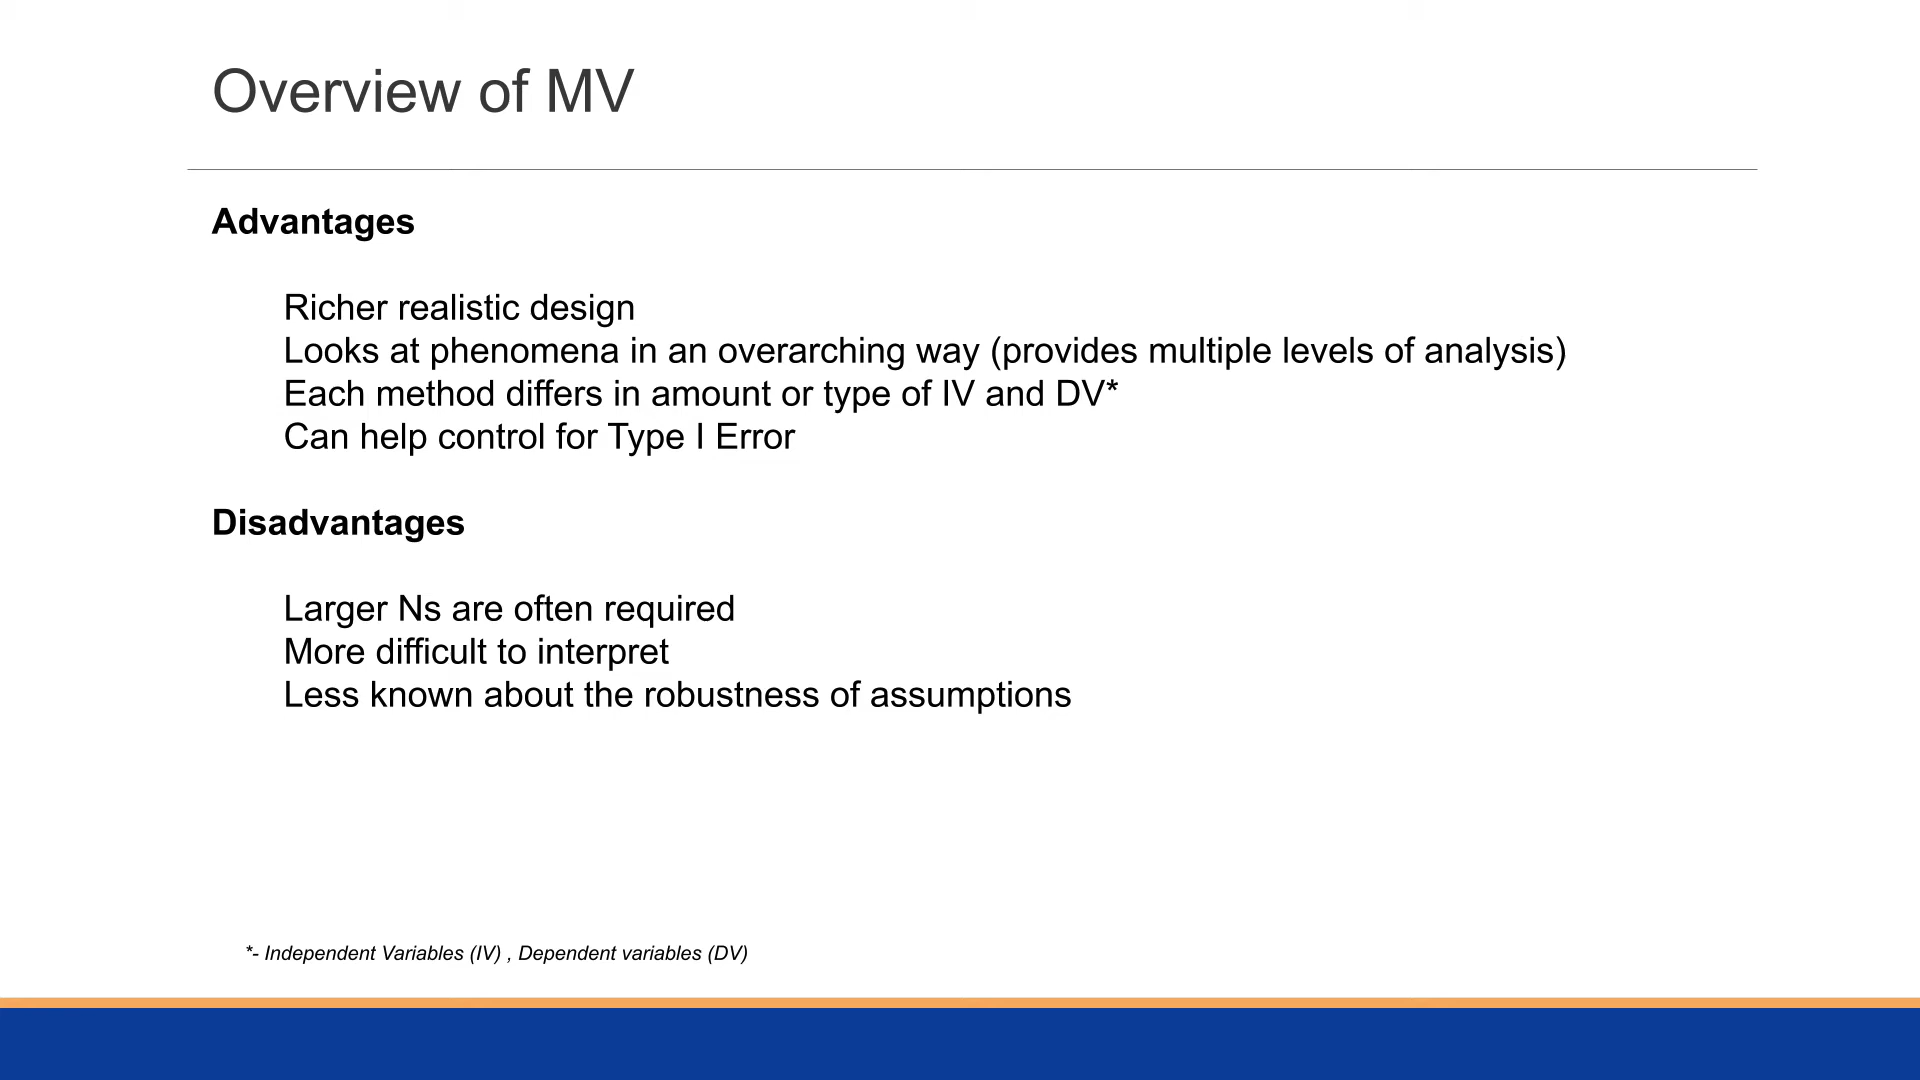 Overview of MV
Advantages
Richer realistic design
Looks at phenomena in an overarching way (provides multiple levels of analysis)
Each method differs in amount or type of IV and DV*
Can help control for Type I Error
Disadvantages
Larger Ns are often required
More difficult to interpret
Less known about the robustness of assumptions
*- Independent Variables (IV) , Dependent variables (DV)